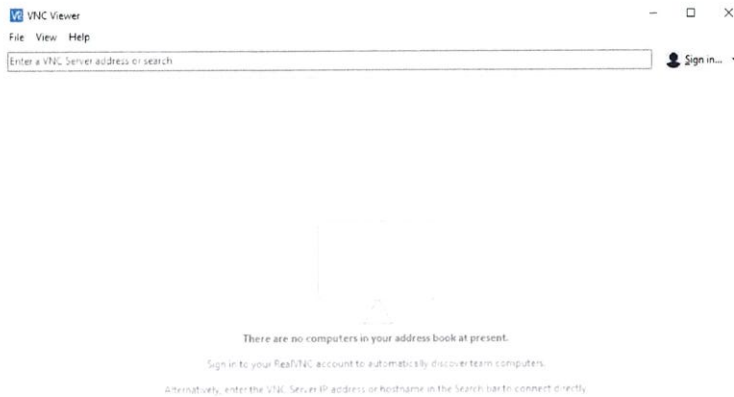 VNC Viewer
File View Help
Enter a VNC Server address or search
Sign in...
There are no computers in your address book at present.
Sign in to your RealVNC account to automatically discover team computers.
Alternatively, enter the VNC Server IP address or hostname in the Search bar to connect directly.